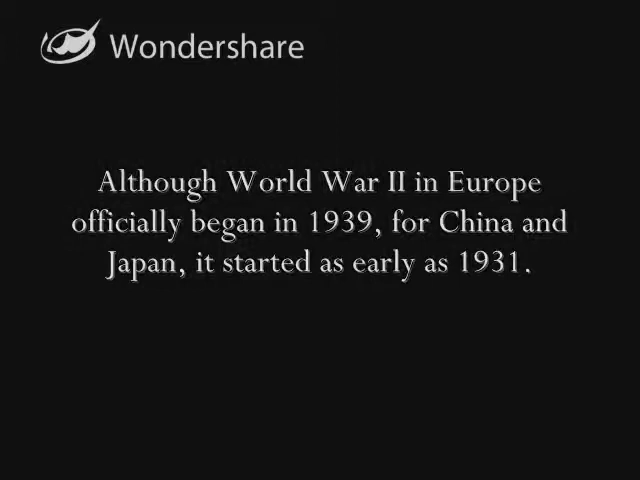 Wondershare
Although World War II in Europe
officially began in 1939, for China and
Japan, it started as early as 1931.